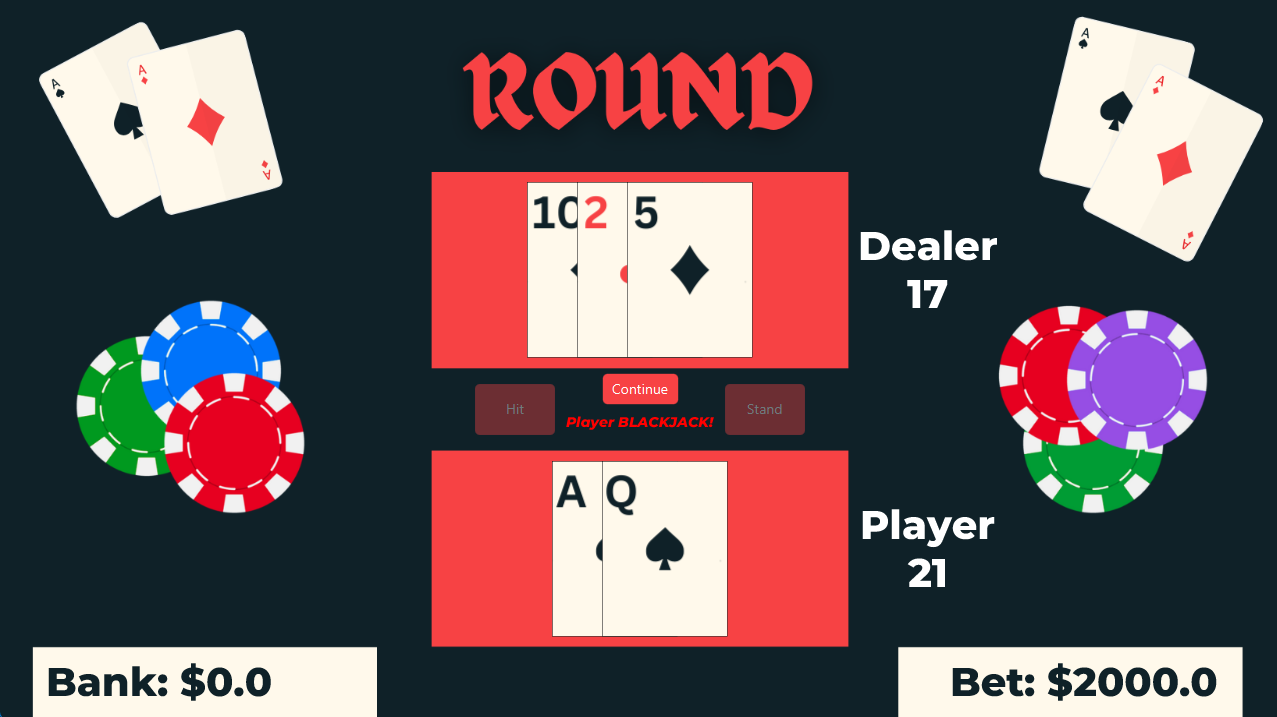 A
A
A
A
A
A
ROUND
10
2
5
Dealer
17
Continue
Hit
Player BLACKJACK!
Stand
A
Q
Player
21
Bank: $0.0
Bet: $2000.0